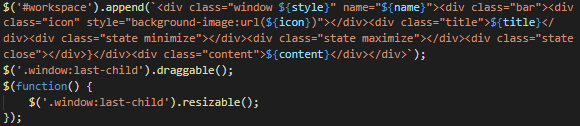 $('#workspace').append(`<div class="window ${style}" name="${name}"><div class="bar"><div
class="icon" style="background-image:url(${icon})"></div><div class="title">${title}</
div><div class="state minimize"></div><div class="state maximize"></div><div class="state
close"></div>}</div><div class="content">${content}</div></div>`);
$('.window:last-child').draggable();
$(function() {
    $('.window:last-child').resizable();
});